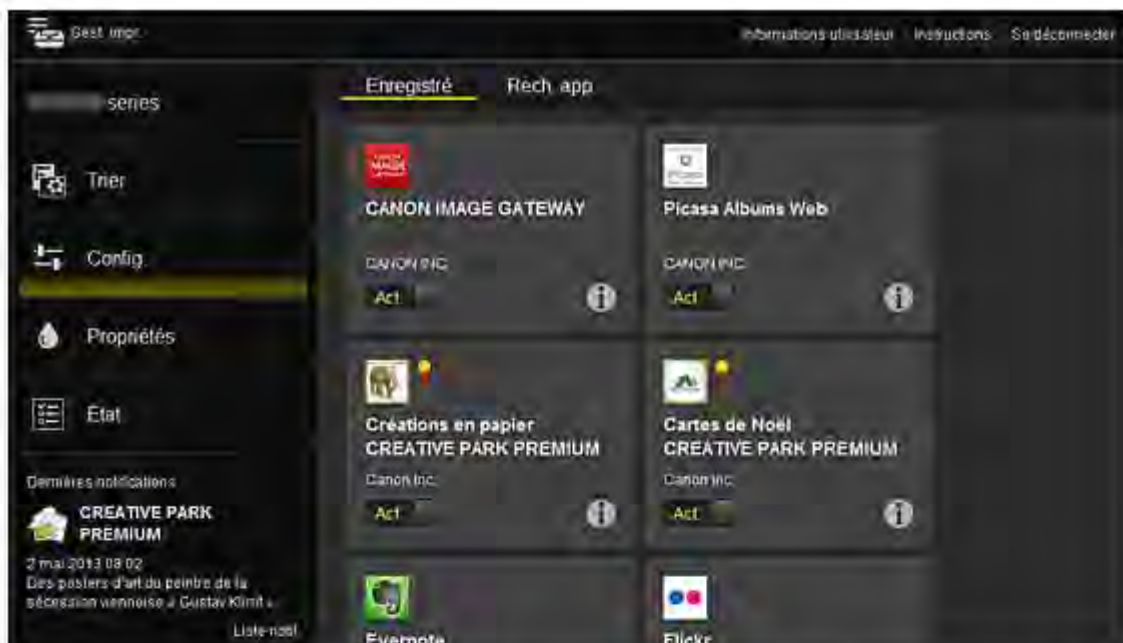 Gest. impr.
Informations utilisateur Instructions Se déconnecter
series
Enregistré Rech. app
Trier
Config.
Propriétés
État
CANON IMAGE GATEWAY
CANON INC.
Act
Picasa Albums Web
CANON INC.
Act
Créations en papier
CREATIVE PARK PREMIUM
Canon Inc.
Act
Cartes de Noël
CREATIVE PARK PREMIUM
Canon Inc.
Act
Evernote
Flickr
Dernières notifications
CREATIVE PARK
PREMIUM
2 mai 2013 08:02
Des posters d'art du peintre de la
sécession viennoise « Gustav Klimt ».
Liste notif.